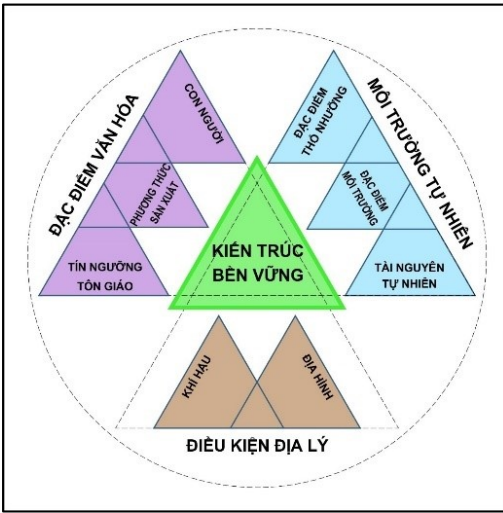 ĐẶC ĐIỂM VĂN HÓA
CON NGƯỜI
PHƯƠNG THỨC
SẢN XUẤT
TÍN NGƯỠNG
TÔN GIÁO
MÔI TRƯỜNG TỰ NHIÊN
ĐẶC ĐIỂM
THỔ NHƯỠNG
ĐẶC ĐIỂM
MÔI TRƯỜNG
TÀI NGUYÊN
TỰ NHIÊN
KIẾN TRÚC
BỀN VỮNG
KHÍ HẬU
ĐỊA HÌNH
ĐIỀU KIỆN ĐỊA LÝ